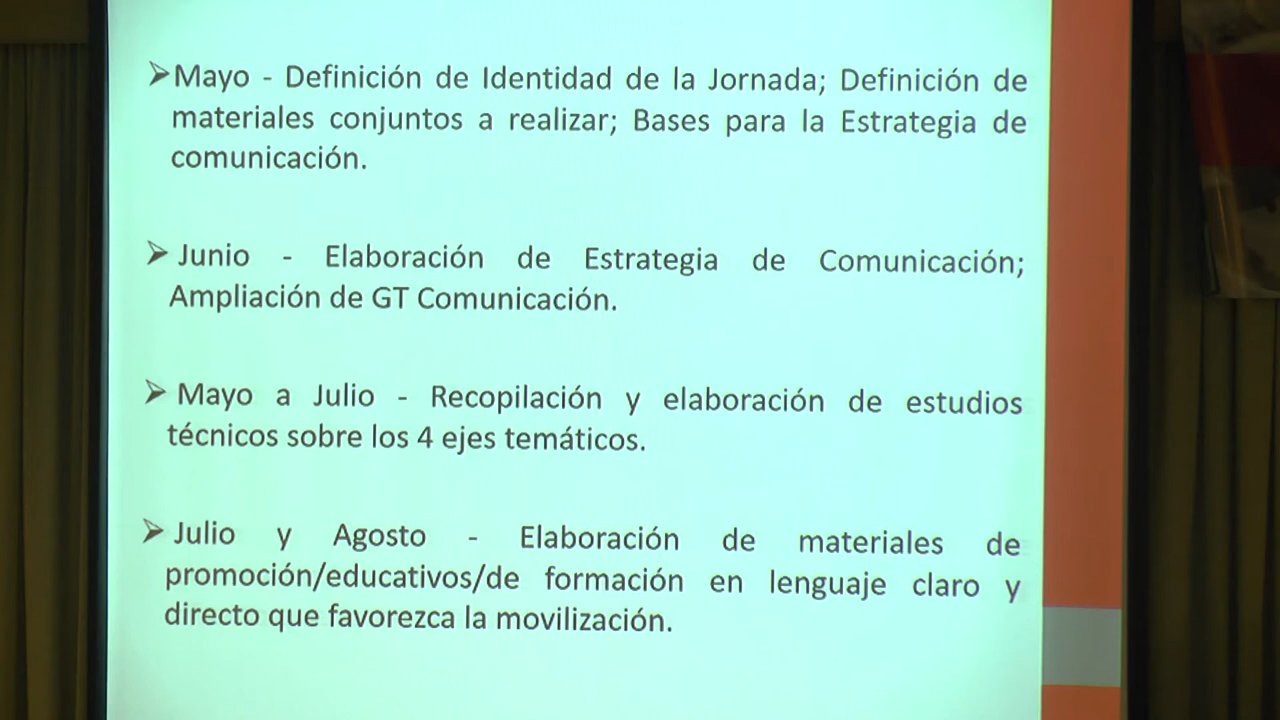 ➢Mayo - Definición de Identidad de la Jornada; Definición de
materiales conjuntos a realizar; Bases para la Estrategia de
comunicación.
➢ Junio - Elaboración de Estrategia de Comunicación;
Ampliación de GT Comunicación.
➢ Mayo a Julio - Recopilación y elaboración de estudios
técnicos sobre los 4 ejes temáticos.
➢ Julio y Agosto - Elaboración de materiales de
promoción/educativos/de formación en lenguaje claro y
directo que favorezca la movilización.